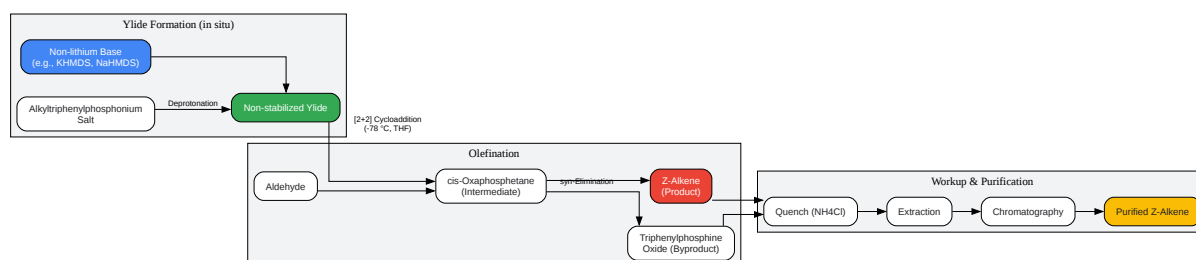 Ylide Formation (in situ)
Non-lithium Base
(e.g., KHMDS, NaHMDS)
Alkyltriphenylphosphonium
Salt
Deprotonation
Non-stabilized Ylide
[2+2] Cycloaddition
(-78 °C, THF)
Olefination
Aldehyde
cis-Oxaphosphetane
(Intermediate)
syn-Elimination
Z-Alkene
(Product)
Triphenylphosphine
Oxide (Byproduct)
Workup & Purification
Quench (NH4Cl)
Extraction
Chromatography
Purified Z-Alkene